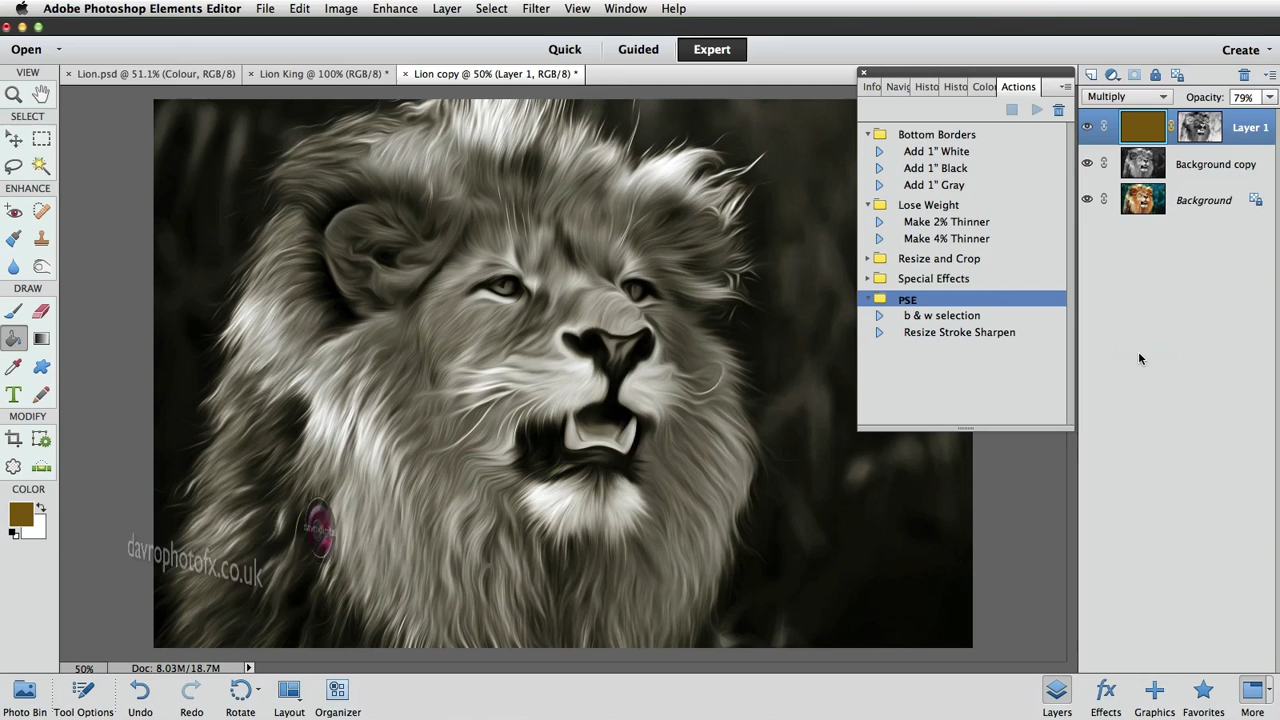 Adobe Photoshop Elements Editor File Edit Image Enhance Layer Select Filter View Window Help
Open Quick Guided Expert Create
VIEW
SELECT
ENHANCE
DRAW
MODIFY
COLOR
× Lion.psd @ 51.1% (Colour, RGB/8) × Lion King @ 100% (RGB/8) * × Lion copy @ 50% (Layer 1, RGB/8) *
Info Navig Histo Histo Colo Actions
Bottom Borders
Add 1" White
Add 1" Black
Add 1" Gray
Lose Weight
Make 2% Thinner
Make 4% Thinner
Resize and Crop
Special Effects
PSE
b & w selection
Resize Stroke Sharpen
Multiply Opacity: 79%
Layer 1
Background copy
Background
davrophotofx.co.uk
50% Doc: 8.03M/18.7M
Photo Bin Tool Options Undo Redo Rotate Layout Organizer Layers Effects Graphics Favorites More